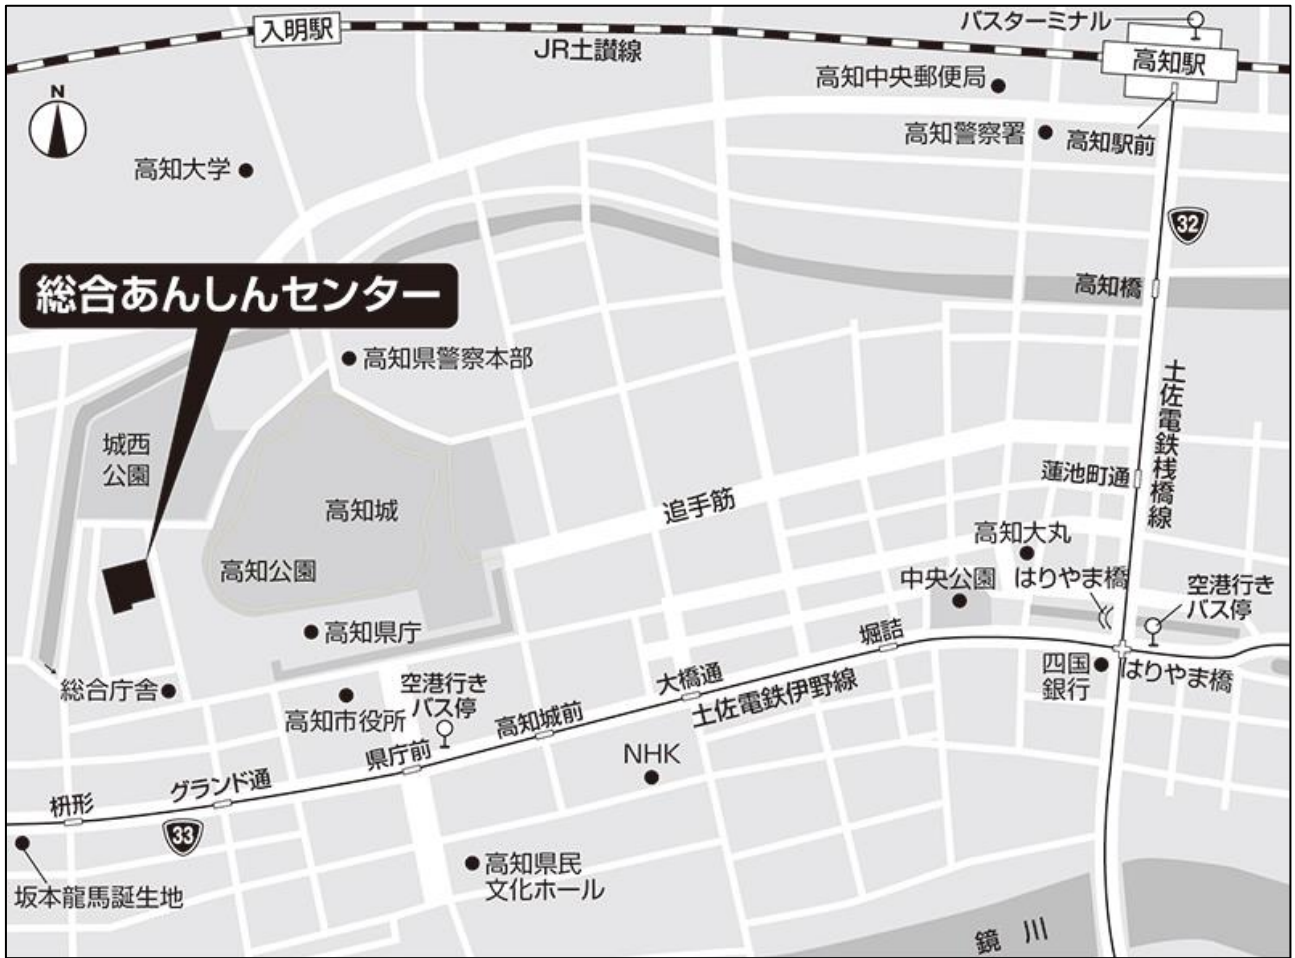 バスターミナル
入明駅
JR土讃線
高知駅
高知中央郵便局
N
高知警察署
高知駅前
高知大学
32
総合あんしんセンター
高知橋
高知県警察本部
土佐電鉄桟橋線
城西
公園
蓮池町通
高知城
追手筋
高知大丸
高知公園
中央公園
はりやま橋
空港行き
バス停
高知県庁
堀詰
四国
銀行
はりやま橋
総合庁舎
大橋通
空港行き
バス停
土佐電鉄伊野線
高知市役所
高知城前
NHK
県庁前
グランド通
枡形
33
高知県民
文化ホール
坂本龍馬誕生地
鏡 川